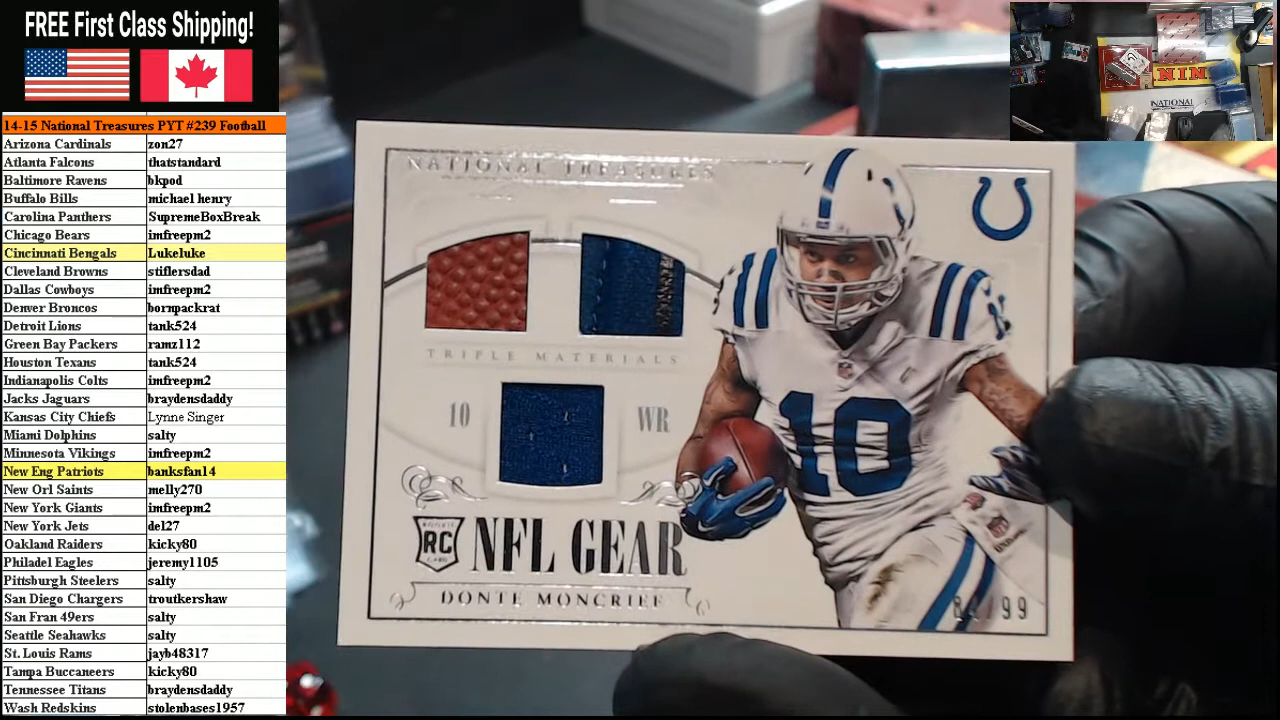 FREE First Class Shipping!
14-15 National Treasures PYT #239 Football
Arizona Cardinals zon27
Atlanta Falcons thatstandard
Baltimore Ravens bkpod
Buffalo Bills michael henry
Carolina Panthers SupremeBoxBreak
Chicago Bears imfreepm2
Cincinnati Bengals Lukeluke
Cleveland Browns stiflersdad
Dallas Cowboys imfreepm2
Denver Broncos bornpackrat
Detroit Lions tank524
Green Bay Packers ramz112
Houston Texans tank524
Indianapolis Colts imfreepm2
Jacks Jaguars braydensdaddy
Kansas City Chiefs Lynne Singer
Miami Dolphins salty
Minnesota Vikings imfreepm2
New Eng Patriots banksfan14
New Orl Saints melly270
New York Giants imfreepm2
New York Jets del27
Oakland Raiders kicky80
Philadel Eagles jeremy1105
Pittsburgh Steelers salty
San Diego Chargers troutkershaw
San Fran 49ers salty
Seattle Seahawks salty
St. Louis Rams jayb48317
Tampa Buccaneers kicky80
Tennessee Titans braydensdaddy
Wash Redskins stolenbases1957
NATIONAL TREASURES
TRIPLE MATERIALS
10 WR
10
RC
NFL GEAR
DONTE MONCRIEF
NATIONAL